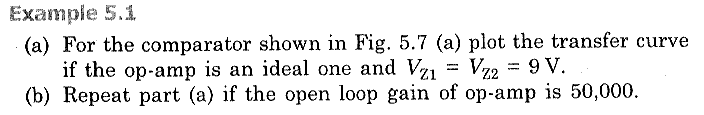 Example 5.1
(a) For the comparator shown in Fig. 5.7 (a) plot the transfer curve
if the op-amp is an ideal one and V_Z1 = V_Z2 = 9 V.
(b) Repeat part (a) if the open loop gain of op-amp is 50,000.